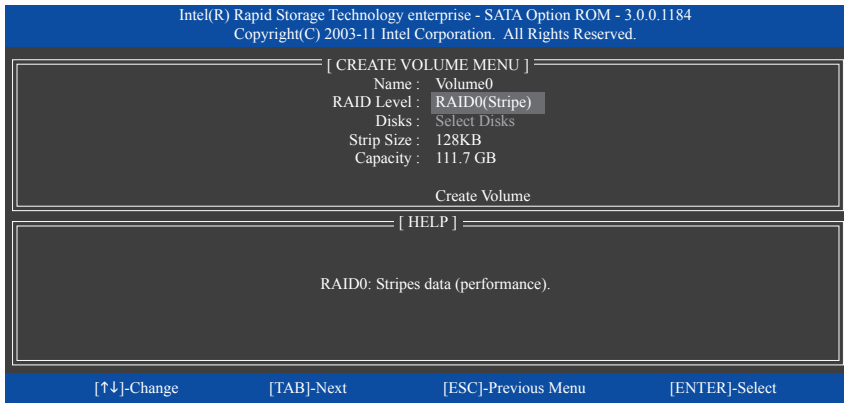 Intel(R) Rapid Storage Technology enterprise - SATA Option ROM - 3.0.0.1184
Copyright(C) 2003-11 Intel Corporation. All Rights Reserved.
[ CREATE VOLUME MENU ]
Name : Volume0
RAID Level : RAID0(Stripe)
Disks : Select Disks
Strip Size : 128KB
Capacity : 111.7 GB
Create Volume
[ HELP ]
RAID0: Stripes data (performance).
[↑↓]-Change [TAB]-Next [ESC]-Previous Menu [ENTER]-Select